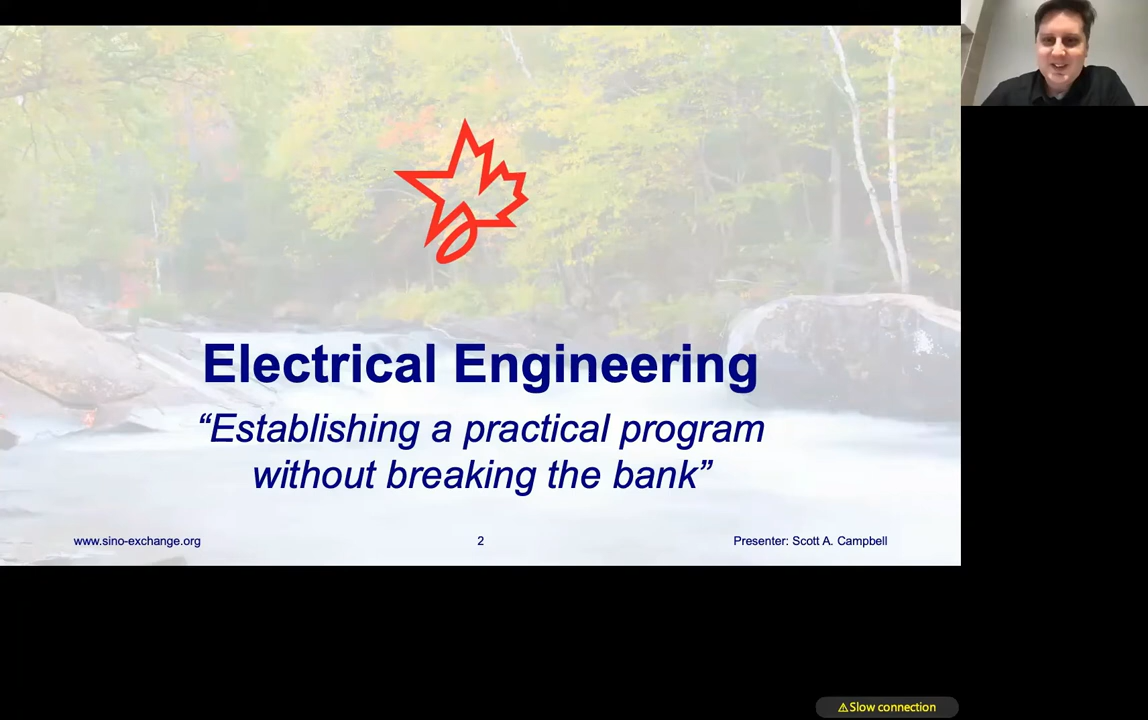 Electrical Engineering
“Establishing a practical program
without breaking the bank”
www.sino-exchange.org
2
Presenter: Scott A. Campbell
⚠Slow connection